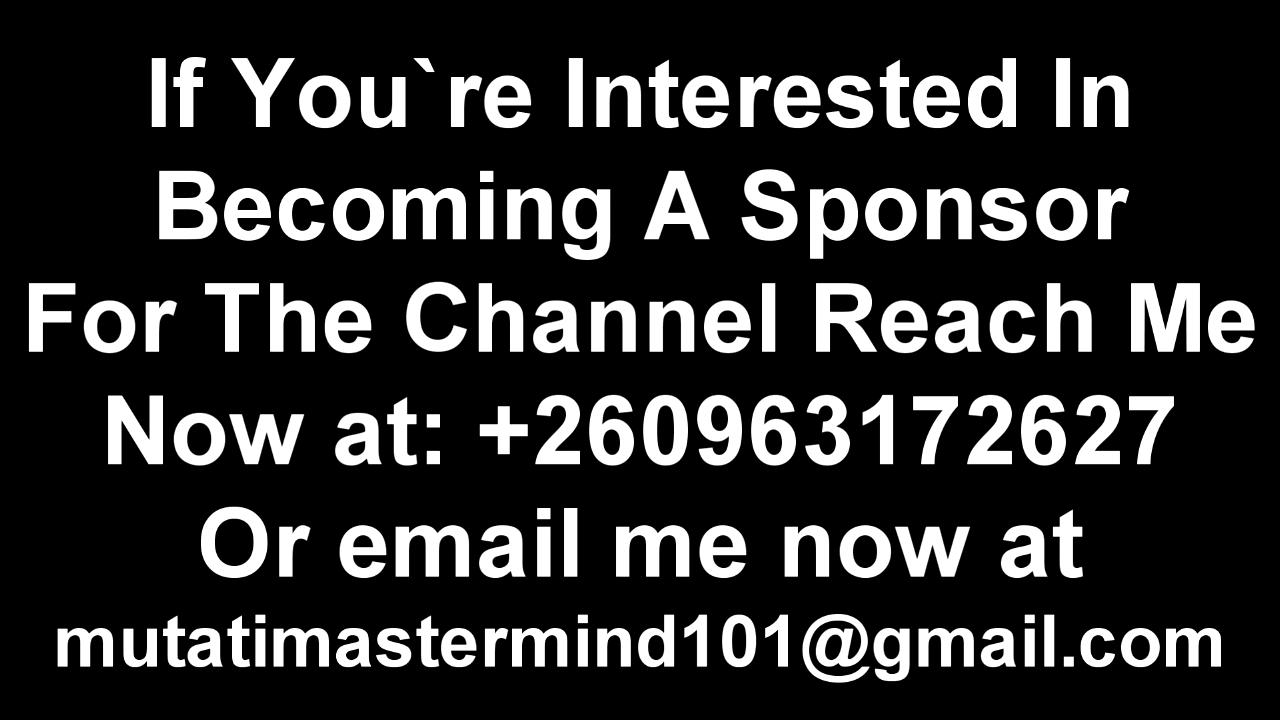 If You`re Interested In
Becoming A Sponsor
For The Channel Reach Me
Now at: +260963172627
Or email me now at
mutatimastermind101@gmail.com